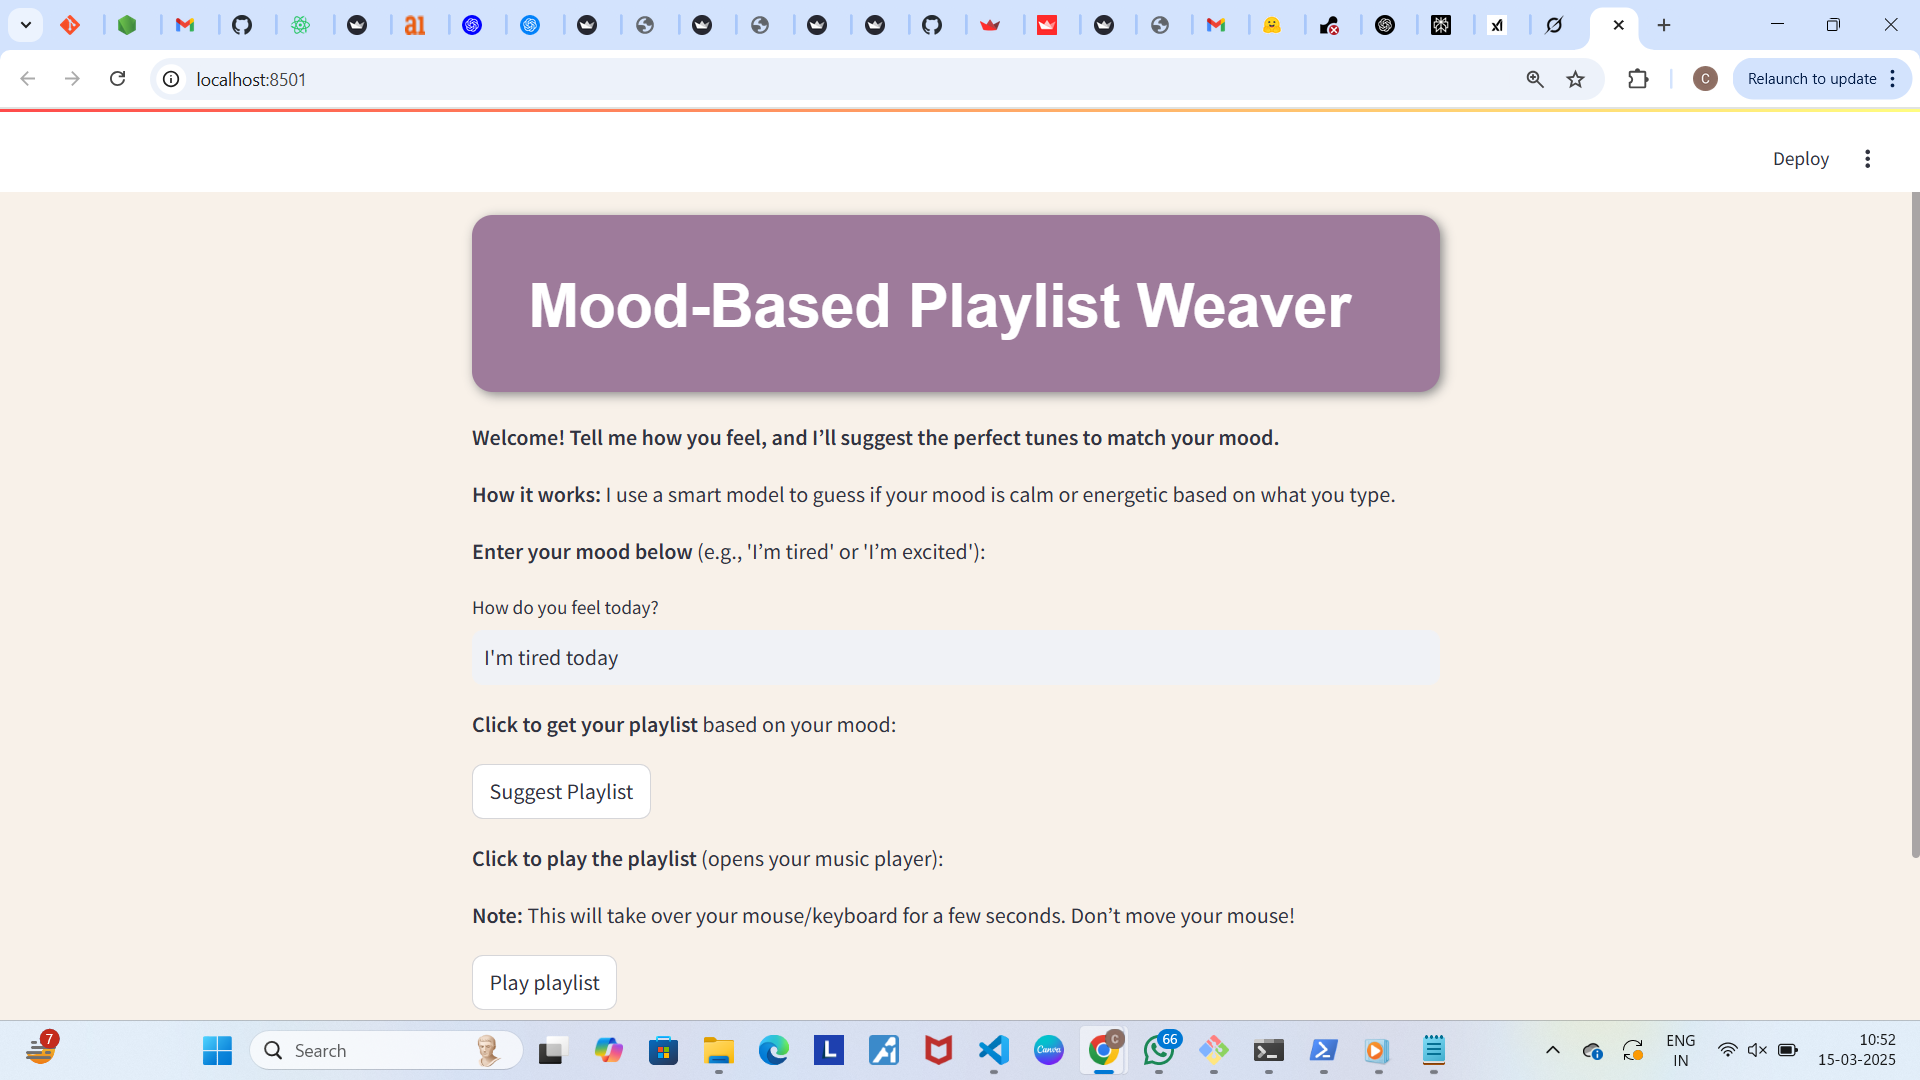 localhost:8501
C
Relaunch to update
Deploy
Mood-Based Playlist Weaver
Welcome! Tell me how you feel, and I’ll suggest the perfect tunes to match your mood.
How it works: I use a smart model to guess if your mood is calm or energetic based on what you type.
Enter your mood below (e.g., 'I’m tired' or 'I’m excited'):
How do you feel today?
I'm tired today
Click to get your playlist based on your mood:
Suggest Playlist
Click to play the playlist (opens your music player):
Note: This will take over your mouse/keyboard for a few seconds. Don’t move your mouse!
Play playlist
7
Search
L
Canva
C
66
ENG
IN
10:52
15-03-2025